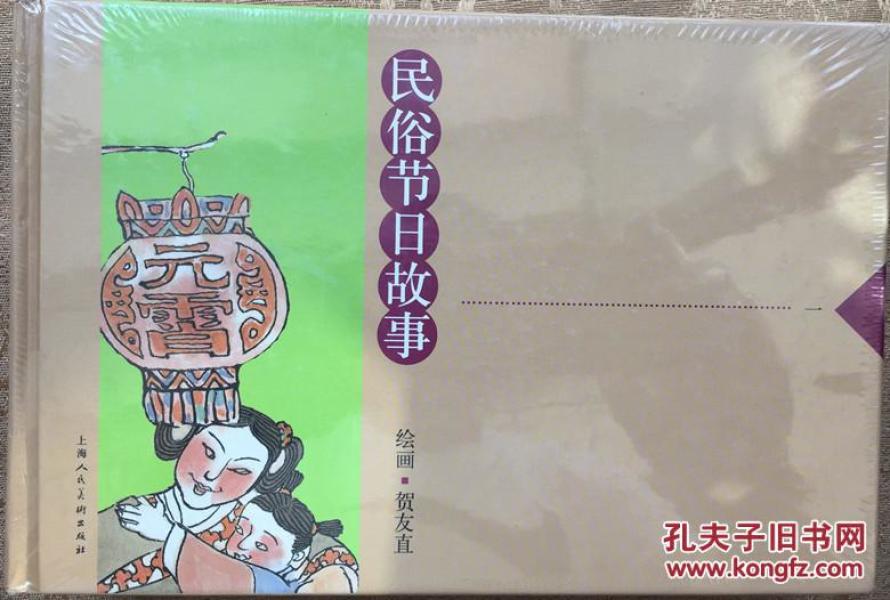 民俗节日故事
一
元宵
绘画■贺友直
上海人民美術出版社
孔夫子旧书网
www.kongfz.com